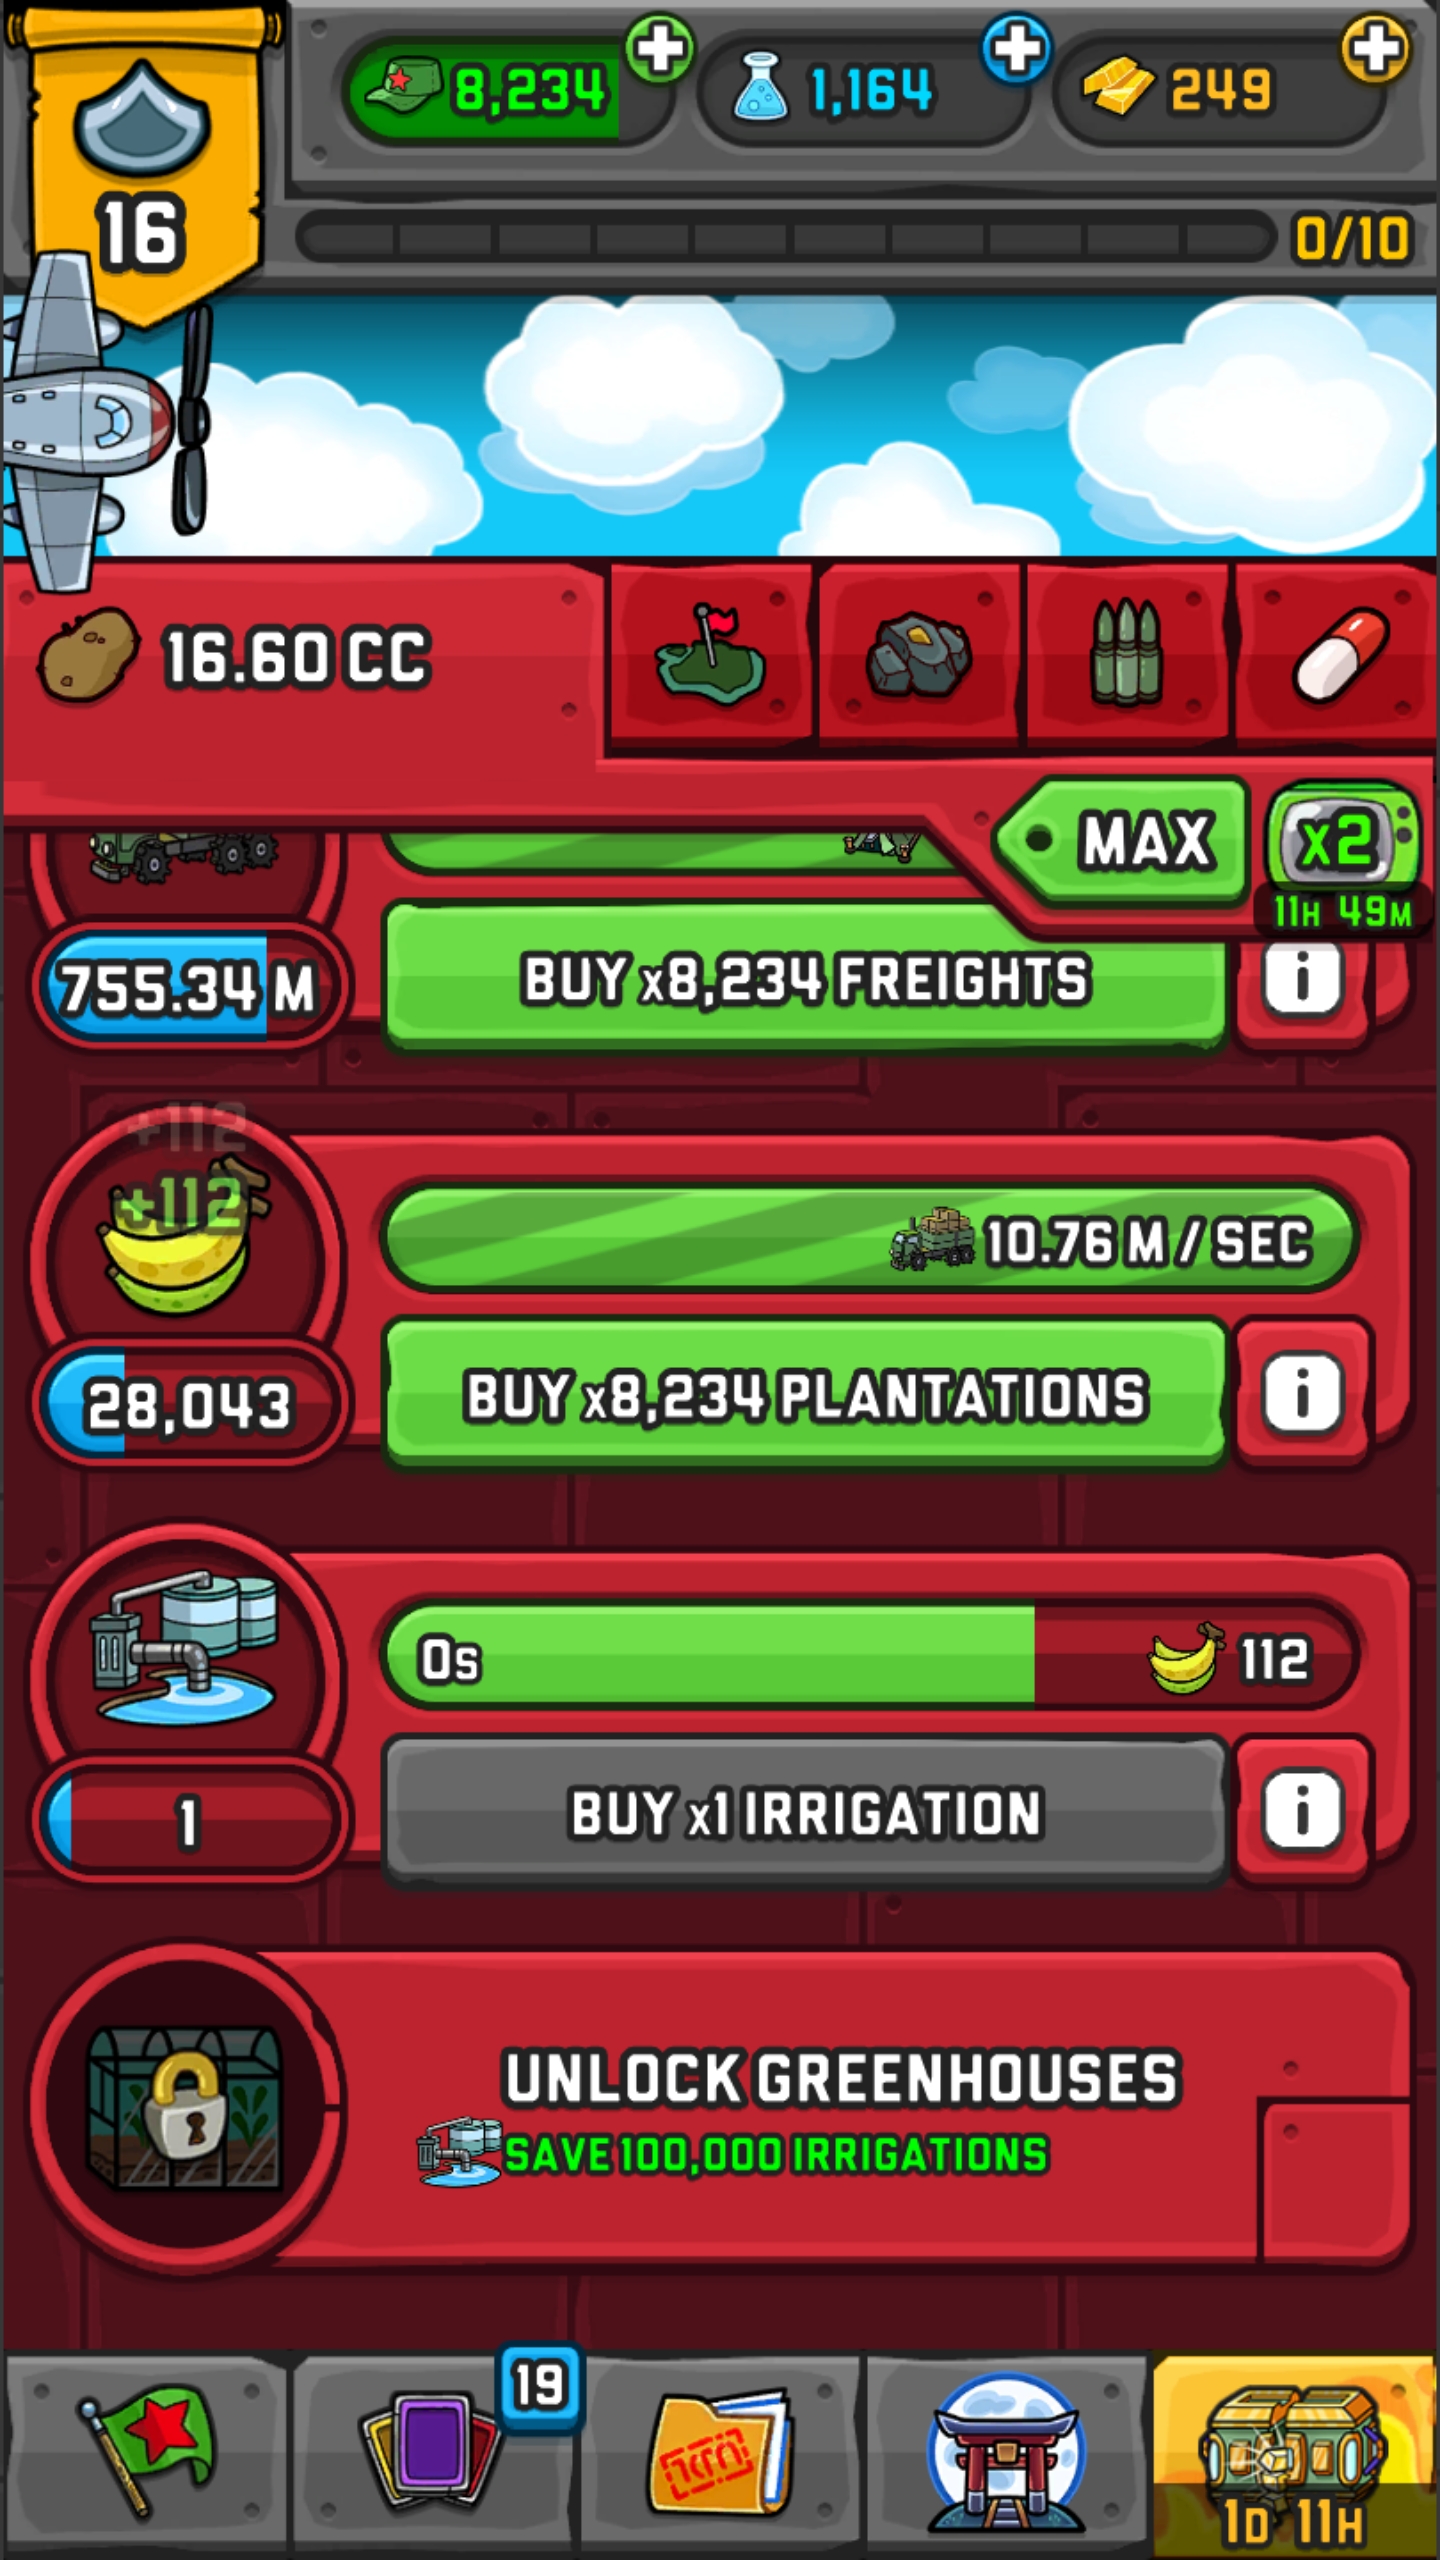 8,234
1,164
249
16
0/10
16.60 CC
MAX
x2
11H 49M
755.34 M
BUY x8,234 FREIGHTS
i
+112
+112
10.76 M / SEC
28,043
BUY x8,234 PLANTATIONS
i
0s
112
1
BUY x1 IRRIGATION
i
UNLOCK GREENHOUSES
SAVE 100,000 IRRIGATIONS
19
1D 11H